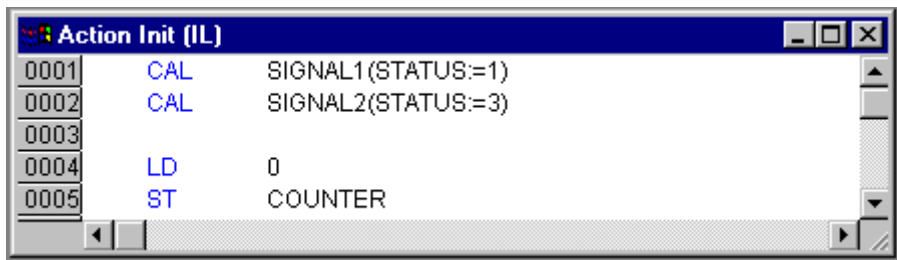 Action Init (IL)
0001 CAL SIGNAL1(STATUS:=1)
0002 CAL SIGNAL2(STATUS:=3)
0003
0004 LD 0
0005 ST COUNTER